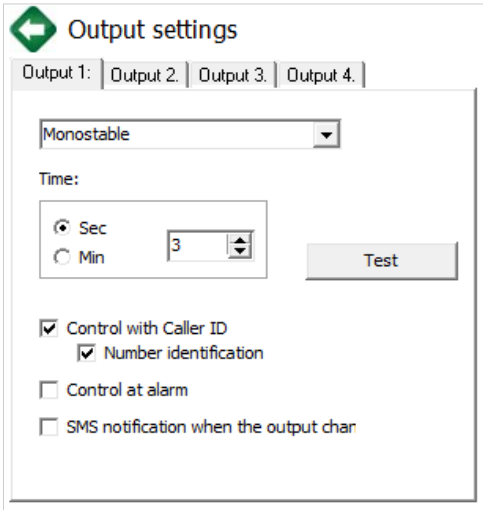 Output settings
Output 1: Output 2. Output 3. Output 4.
Monostable
Time:
Sec
3
Min
Test
Control with Caller ID
Number identification
Control at alarm
SMS notification when the output char